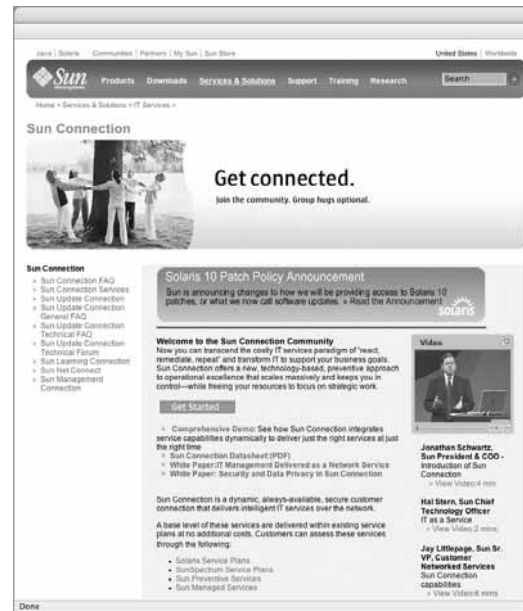 Java | Solaris Communities | Partners | My Sun | Sun Store United States | Worldwide
Sun
Products Downloads Services & Solutions Support Training Research Search
Home > Services & Solutions > IT Services >
Sun Connection
Get connected.
Join the community. Group hugs optional.
Sun Connection
» Sun Connection FAQ
» Sun Connection Services
» Sun Update Connection
» Sun Update Connection
General FAQ
» Sun Update Connection
Technical FAQ
» Sun Update Connection
Technical Forum
» Sun Learning Connection
» Sun Net Connect
» Sun Management
Connection
Solaris 10 Patch Policy Announcement
Sun is announcing changes to how we will be providing access to Solaris 10
patches, or what we now call software updates. » Read the Announcement
solaris
Welcome to the Sun Connection Community
Now you can transcend the costly IT services paradigm of "react,
remediate, repeat" and transform IT to support your business goals.
Sun Connection offers a new, technology-based, preventive approach
to operational excellence that scales massively and keeps you in
control—while freeing your resources to focus on strategic work.
Get Started
» Comprehensive Demo: See how Sun Connection integrates
service capabilities dynamically to deliver just the right services at just
the right time
» Sun Connection Datasheet (PDF)
» White Paper:IT Management Delivered as a Network Service
» White Paper: Security and Data Privacy in Sun Connection
Sun Connection is a dynamic, always-available, secure customer
connection that delivers intelligent IT services over the network.
A base level of these services are delivered within existing service
plans at no additional costs. Customers can assess these services
through the following:
• Solaris Service Plans
• SunSpectrum Service Plans
• Sun Preventive Services
• Sun Managed Services
Video
Jonathan Schwartz,
Sun President & COO -
Introduction of Sun
Connection
» View Video:4 min
Hal Stern, Sun Chief
Technology Officer
IT as a Service
» View Video:2 mins
Jay Littlepage, Sun Sr.
VP, Customer
Networked Services
Sun Connection
capabilities
» View Video:6 mins
Done